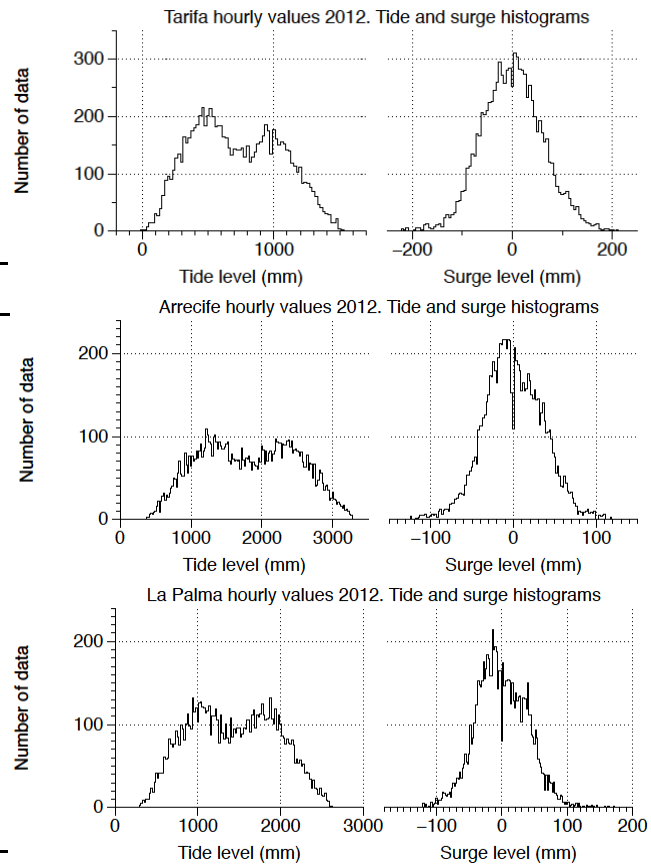 Tarifa hourly values 2012. Tide and surge histograms
Number of data
300
200
100
0
0 1000
Tide level (mm)
−200 0 200
Surge level (mm)
Arrecife hourly values 2012. Tide and surge histograms
Number of data
200
100
0
0 1000 2000 3000
Tide level (mm)
−100 0 100
Surge level (mm)
La Palma hourly values 2012. Tide and surge histograms
Number of data
200
100
0
0 1000 2000 3000
Tide level (mm)
−100 0 100 200
Surge level (mm)